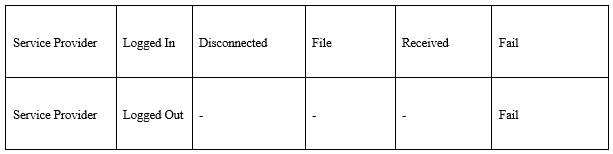 Service Provider Logged In Disconnected File Received Fail
Service Provider Logged Out - - - Fail